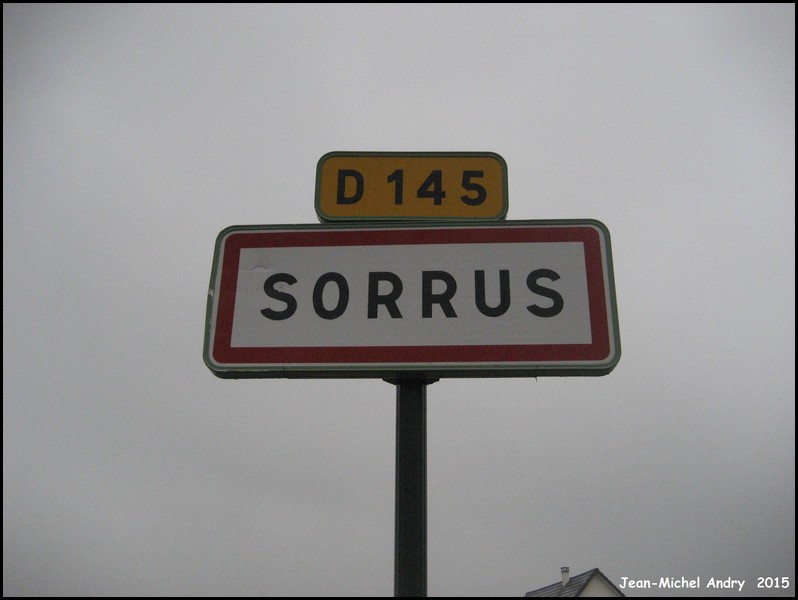 D 145
SORRUS
Jean-Michel Andry 2015